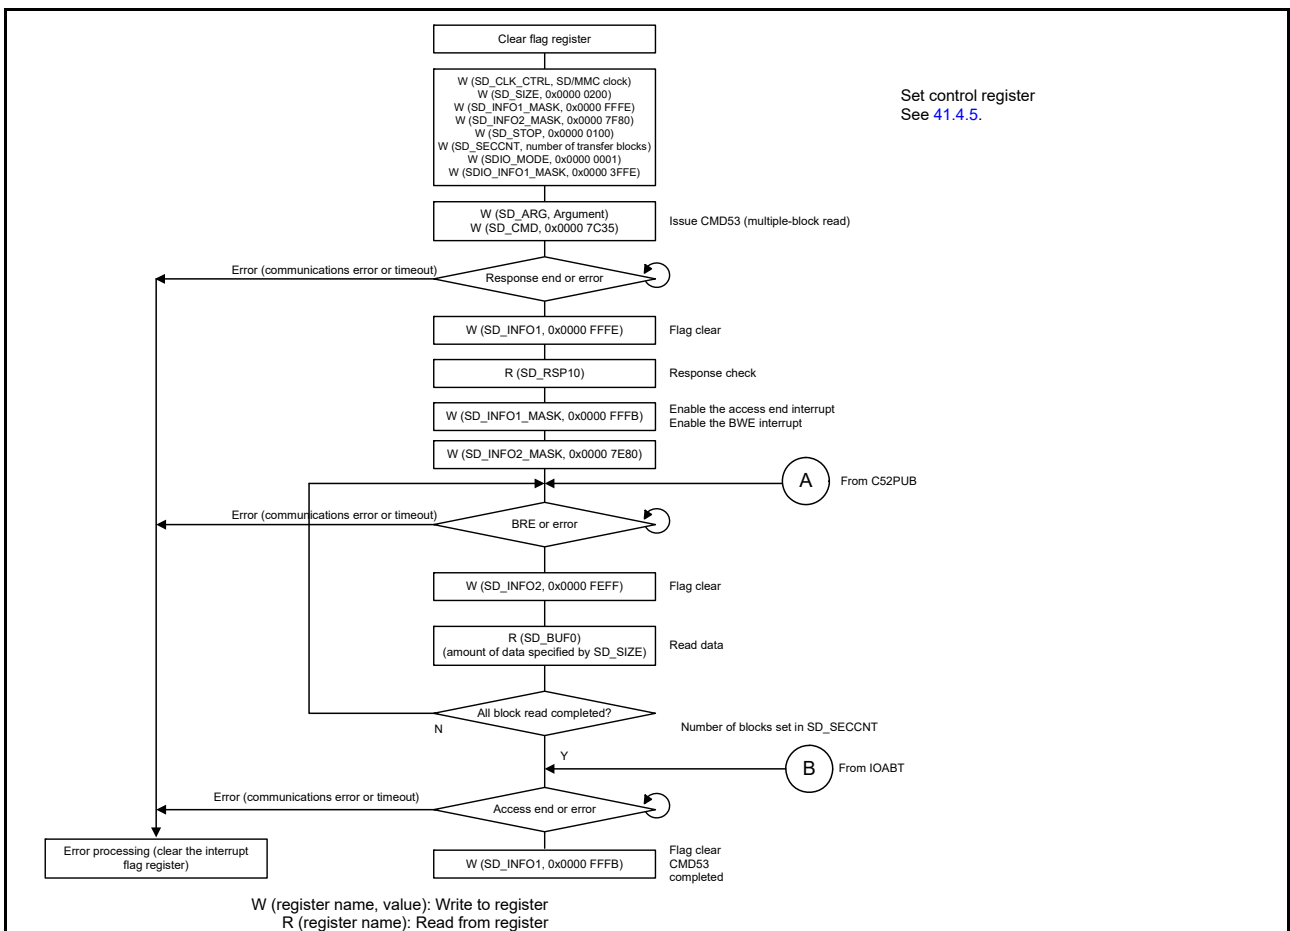 Clear flag register
W (SD_CLK_CTRL, SD/MMC clock)
W (SD_SIZE, 0x0000 0200)
W (SD_INFO1_MASK, 0x0000 FFFE)
W (SD_INFO2_MASK, 0x0000 7F80)
W (SD_STOP, 0x0000 0100)
W (SD_SECCNT, number of transfer blocks)
W (SDIO_MODE, 0x0000 0001)
W (SDIO_INFO1_MASK, 0x0000 3FFE)
Set control register
See 41.4.5.
W (SD_ARG, Argument)
W (SD_CMD, 0x0000 7C35)
Issue CMD53 (multiple-block read)
Error (communications error or timeout)
Response end or error
W (SD_INFO1, 0x0000 FFFE)
Flag clear
R (SD_RSP10)
Response check
W (SD_INFO1_MASK, 0x0000 FFFB)
Enable the access end interrupt
Enable the BWE interrupt
W (SD_INFO2_MASK, 0x0000 7E80)
A
From C52PUB
Error (communications error or timeout)
BRE or error
W (SD_INFO2, 0x0000 FEFF)
Flag clear
R (SD_BUF0)
(amount of data specified by SD_SIZE)
Read data
All block read completed?
N
Number of blocks set in SD_SECCNT
Y
B
From IOABT
Error (communications error or timeout)
Access end or error
Error processing (clear the interrupt
flag register)
W (SD_INFO1, 0x0000 FFFB)
Flag clear
CMD53
completed
W (register name, value): Write to register
R (register name): Read from register